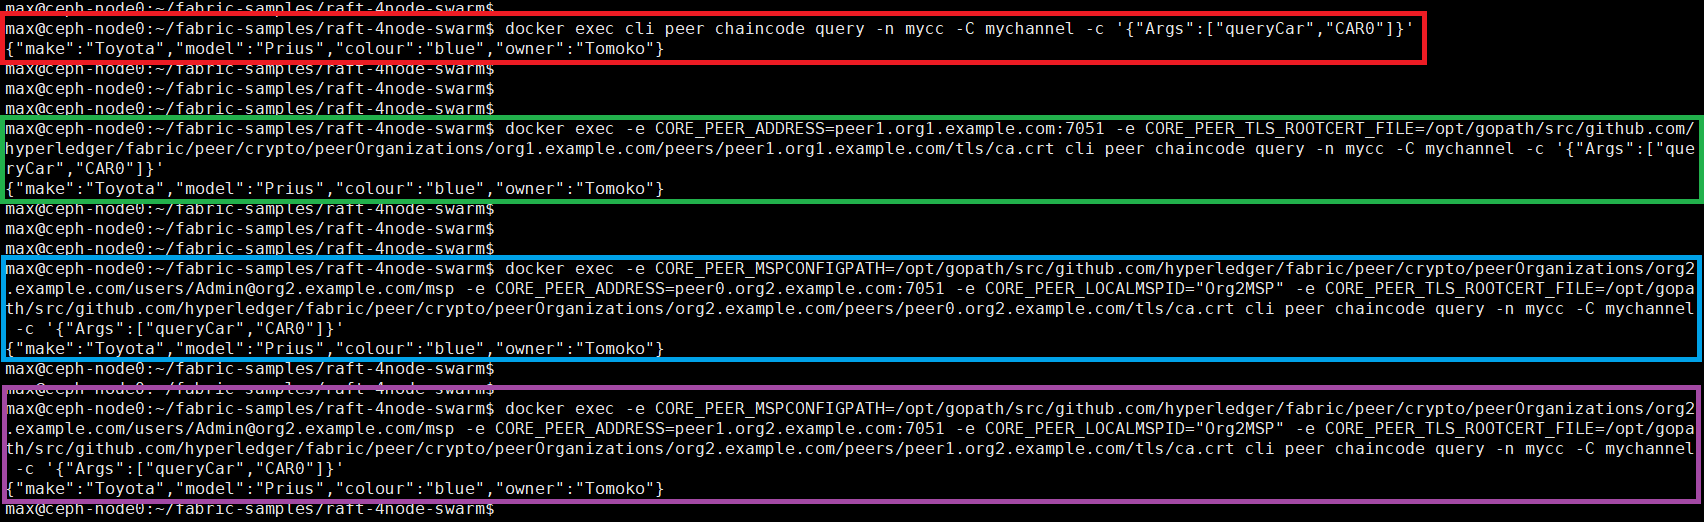 max@ceph-node0:~/fabric-samples/raft-4node-swarm$
max@ceph-node0:~/fabric-samples/raft-4node-swarm$ docker exec cli peer chaincode query -n mycc -C mychannel -c '{"Args":["queryCar","CAR0"]}'
{"make":"Toyota","model":"Prius","colour":"blue","owner":"Tomoko"}
max@ceph-node0:~/fabric-samples/raft-4node-swarm$
max@ceph-node0:~/fabric-samples/raft-4node-swarm$
max@ceph-node0:~/fabric-samples/raft-4node-swarm$
max@ceph-node0:~/fabric-samples/raft-4node-swarm$ docker exec -e CORE_PEER_ADDRESS=peer1.org1.example.com:7051 -e CORE_PEER_TLS_ROOTCERT_FILE=/opt/gopath/src/github.com/
hyperledger/fabric/peer/crypto/peerOrganizations/org1.example.com/peers/peer1.org1.example.com/tls/ca.crt cli peer chaincode query -n mycc -C mychannel -c '{"Args":["que
ryCar","CAR0"]}'
{"make":"Toyota","model":"Prius","colour":"blue","owner":"Tomoko"}
max@ceph-node0:~/fabric-samples/raft-4node-swarm$
max@ceph-node0:~/fabric-samples/raft-4node-swarm$
max@ceph-node0:~/fabric-samples/raft-4node-swarm$
max@ceph-node0:~/fabric-samples/raft-4node-swarm$ docker exec -e CORE_PEER_MSPCONFIGPATH=/opt/gopath/src/github.com/hyperledger/fabric/peer/crypto/peerOrganizations/org2
.example.com/users/Admin@org2.example.com/msp -e CORE_PEER_ADDRESS=peer0.org2.example.com:7051 -e CORE_PEER_LOCALMSPID="Org2MSP" -e CORE_PEER_TLS_ROOTCERT_FILE=/opt/gopa
th/src/github.com/hyperledger/fabric/peer/crypto/peerOrganizations/org2.example.com/peers/peer0.org2.example.com/tls/ca.crt cli peer chaincode query -n mycc -C mychannel
 -c '{"Args":["queryCar","CAR0"]}'
{"make":"Toyota","model":"Prius","colour":"blue","owner":"Tomoko"}
max@ceph-node0:~/fabric-samples/raft-4node-swarm$
max@ceph-node0:~/fabric-samples/raft-4node-swarm$
max@ceph-node0:~/fabric-samples/raft-4node-swarm$ docker exec -e CORE_PEER_MSPCONFIGPATH=/opt/gopath/src/github.com/hyperledger/fabric/peer/crypto/peerOrganizations/org2
.example.com/users/Admin@org2.example.com/msp -e CORE_PEER_ADDRESS=peer1.org2.example.com:7051 -e CORE_PEER_LOCALMSPID="Org2MSP" -e CORE_PEER_TLS_ROOTCERT_FILE=/opt/gopa
th/src/github.com/hyperledger/fabric/peer/crypto/peerOrganizations/org2.example.com/peers/peer1.org2.example.com/tls/ca.crt cli peer chaincode query -n mycc -C mychannel
 -c '{"Args":["queryCar","CAR0"]}'
{"make":"Toyota","model":"Prius","colour":"blue","owner":"Tomoko"}
max@ceph-node0:~/fabric-samples/raft-4node-swarm$